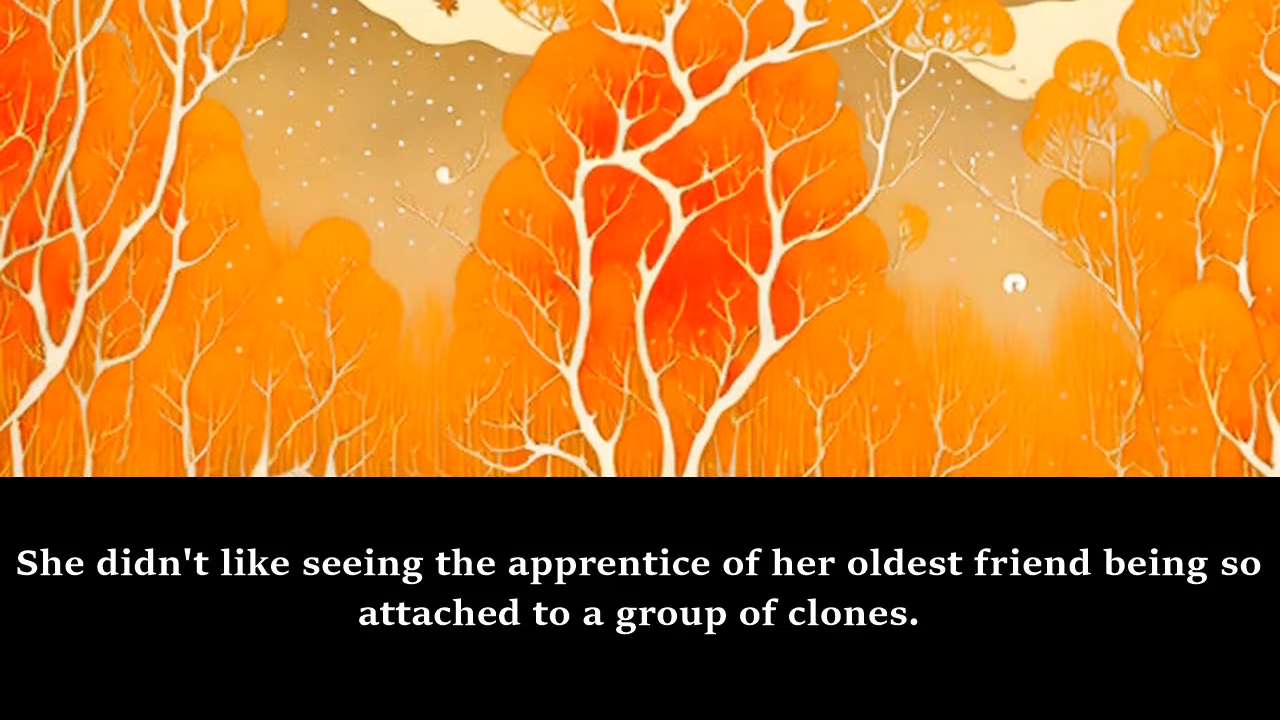 She didn't like seeing the apprentice of her oldest friend being so
attached to a group of clones.